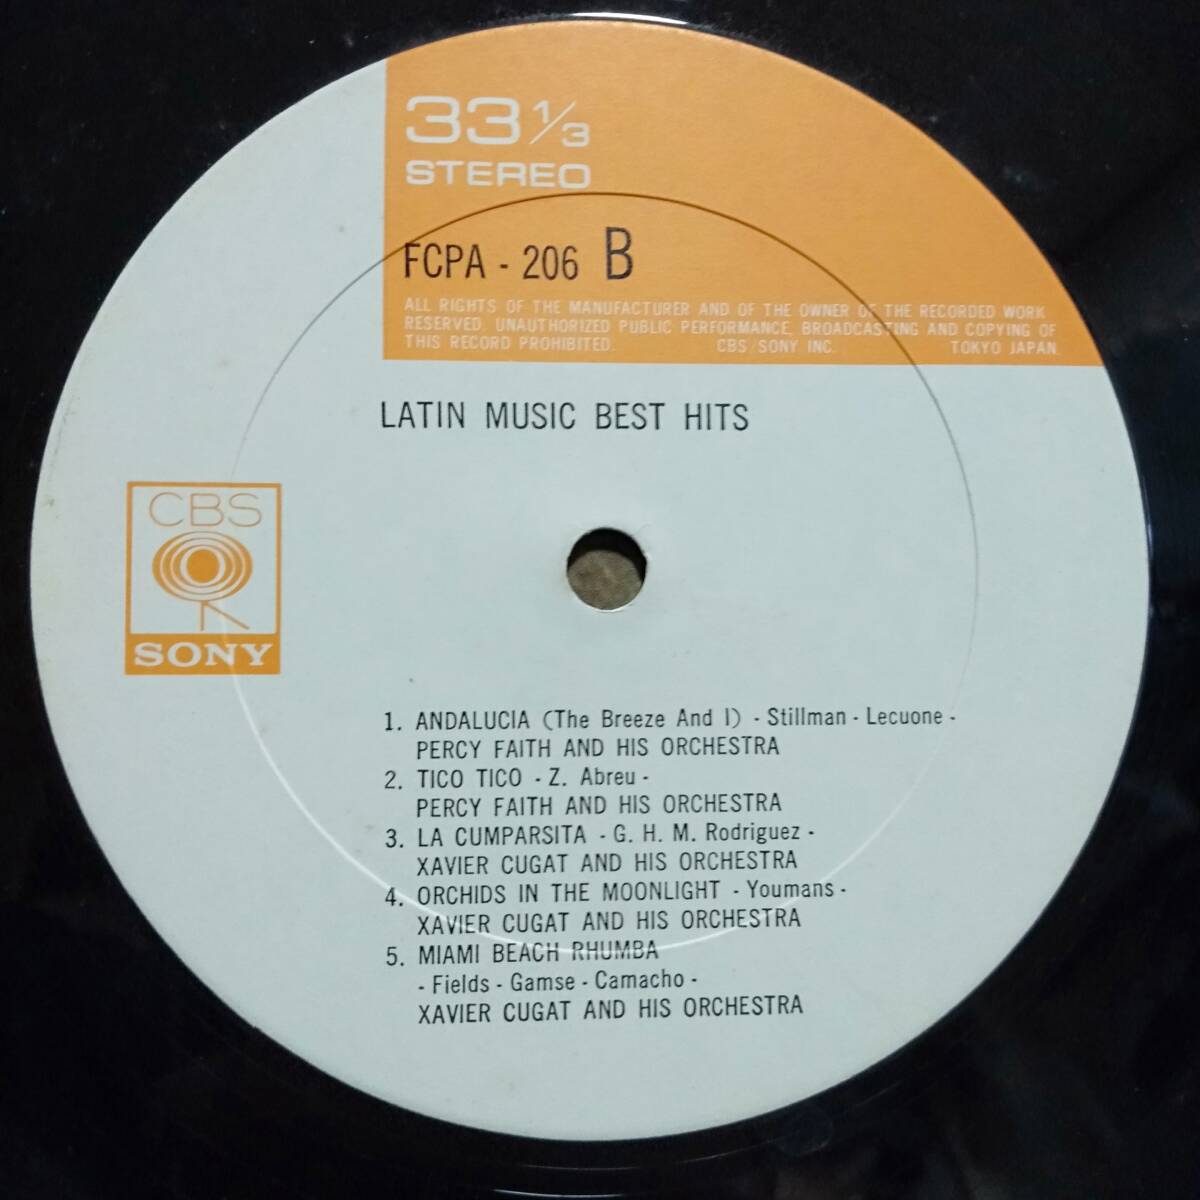 33 1/3
STEREO
FCPA - 206 B
ALL RIGHTS OF THE MANUFACTURER AND OF THE OWNER OF THE RECORDED WORK
RESERVED. UNAUTHORIZED PUBLIC PERFORMANCE, BROADCASTING AND COPYING OF
THIS RECORD PROHIBITED. CBS/SONY INC. TOKYO JAPAN.
LATIN MUSIC BEST HITS
CBS
SONY
1. ANDALUCIA (The Breeze And I) - Stillman - Lecuone -
PERCY FAITH AND HIS ORCHESTRA
2. TICO TICO - Z. Abreu -
PERCY FAITH AND HIS ORCHESTRA
3. LA CUMPARSITA - G. H. M. Rodriguez -
XAVIER CUGAT AND HIS ORCHESTRA
4. ORCHIDS IN THE MOONLIGHT - Youmans -
XAVIER CUGAT AND HIS ORCHESTRA
5. MIAMI BEACH RHUMBA
- Fields - Gamse - Camacho -
XAVIER CUGAT AND HIS ORCHESTRA